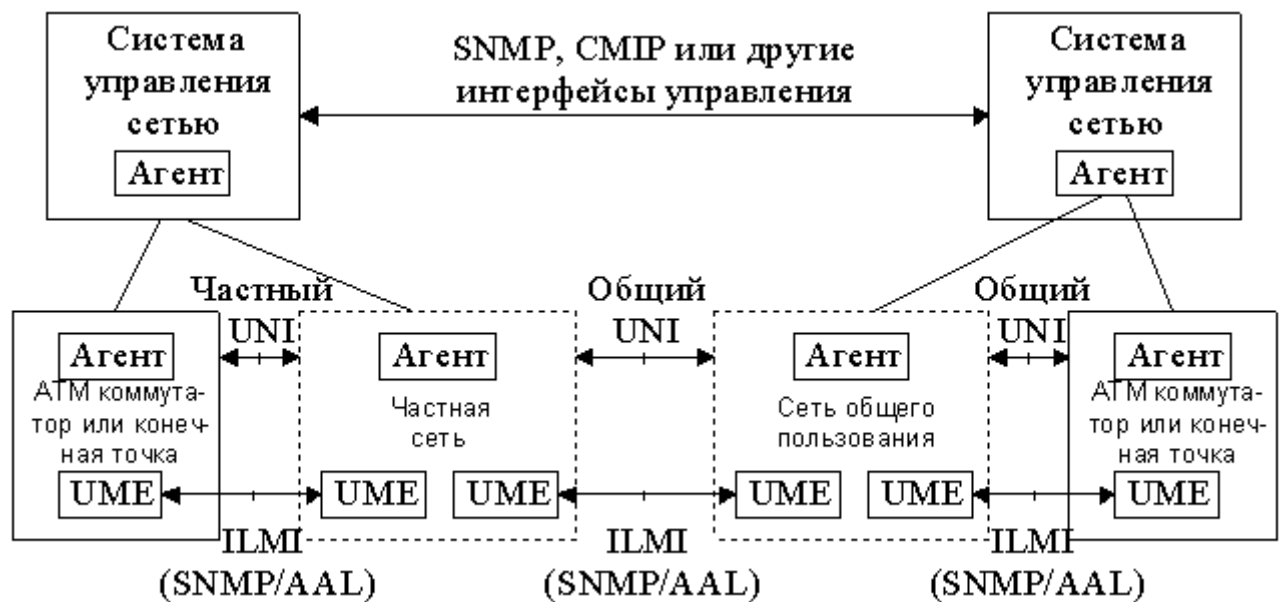 Система
управления
сетью
Агент
SNMP, CMIP или другие
интерфейсы управления
Система
управления
сетью
Агент
Частный
UNI
Общий
UNI
Общий
UNI
Агент
АТМ коммута-
тор или конеч-
ная точка
UME
Агент
Частная
сеть
UME
UME
Агент
Сеть общего
пользования
UME
UME
Агент
АТМ коммута-
тор или конеч-
ная точка
UME
ILMI
(SNMP/AAL)
ILMI
(SNMP/AAL)
ILMI
(SNMP/AAL)